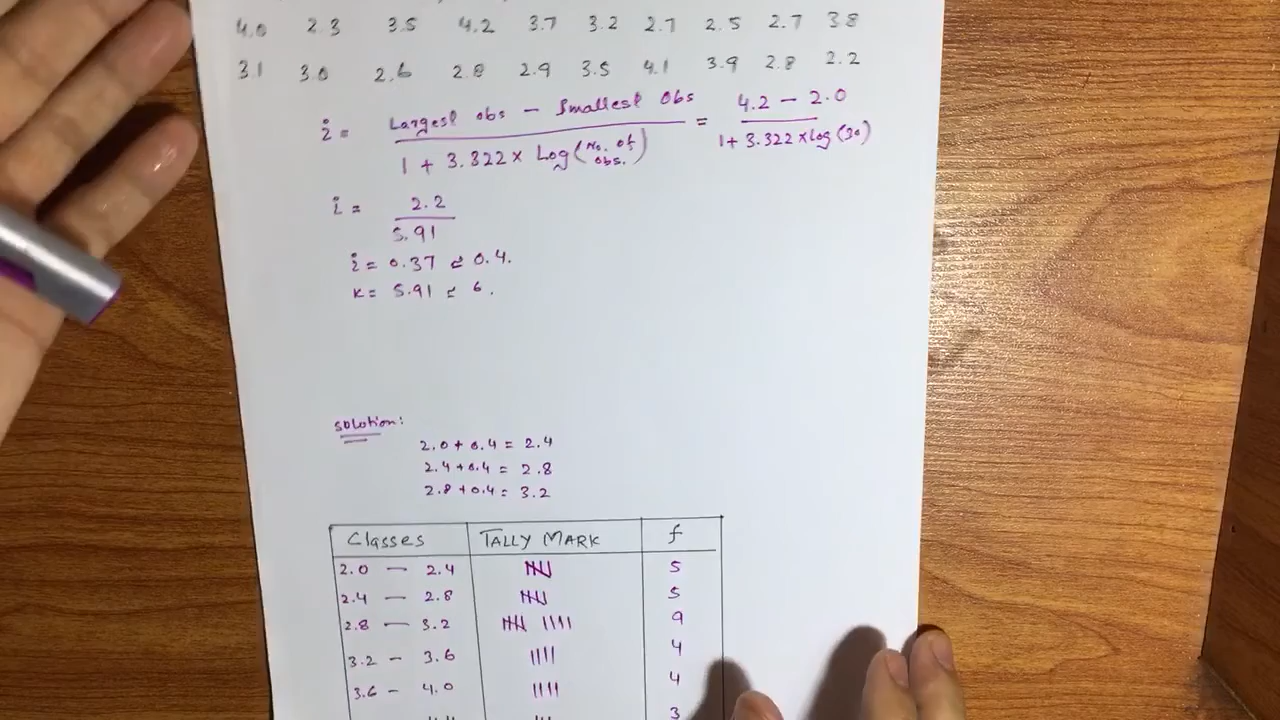 4.0 2.3 3.5 4.2 3.7 3.2 2.7 2.5 2.7 3.8
3.1 3.0 2.6 2.8 2.9 3.5 4.1 3.9 2.8 2.2
i = Largest obs - Smallest obs / 1 + 3.322 x Log (No. of obs.) = 4.2 - 2.0 / 1 + 3.322 x log (30)
i = 2.2 / 5.91
i = 0.37 ≃ 0.4.
K = 5.91 ≃ 6.
solution:
2.0 + 0.4 = 2.4
2.4 + 0.4 = 2.8
2.8 + 0.4 = 3.2
Classes TALLY MARK f
2.0 — 2.4 5
2.4 — 2.8 5
2.8 — 3.2 9
3.2 - 3.6 4
3.6 - 4.0 4
3